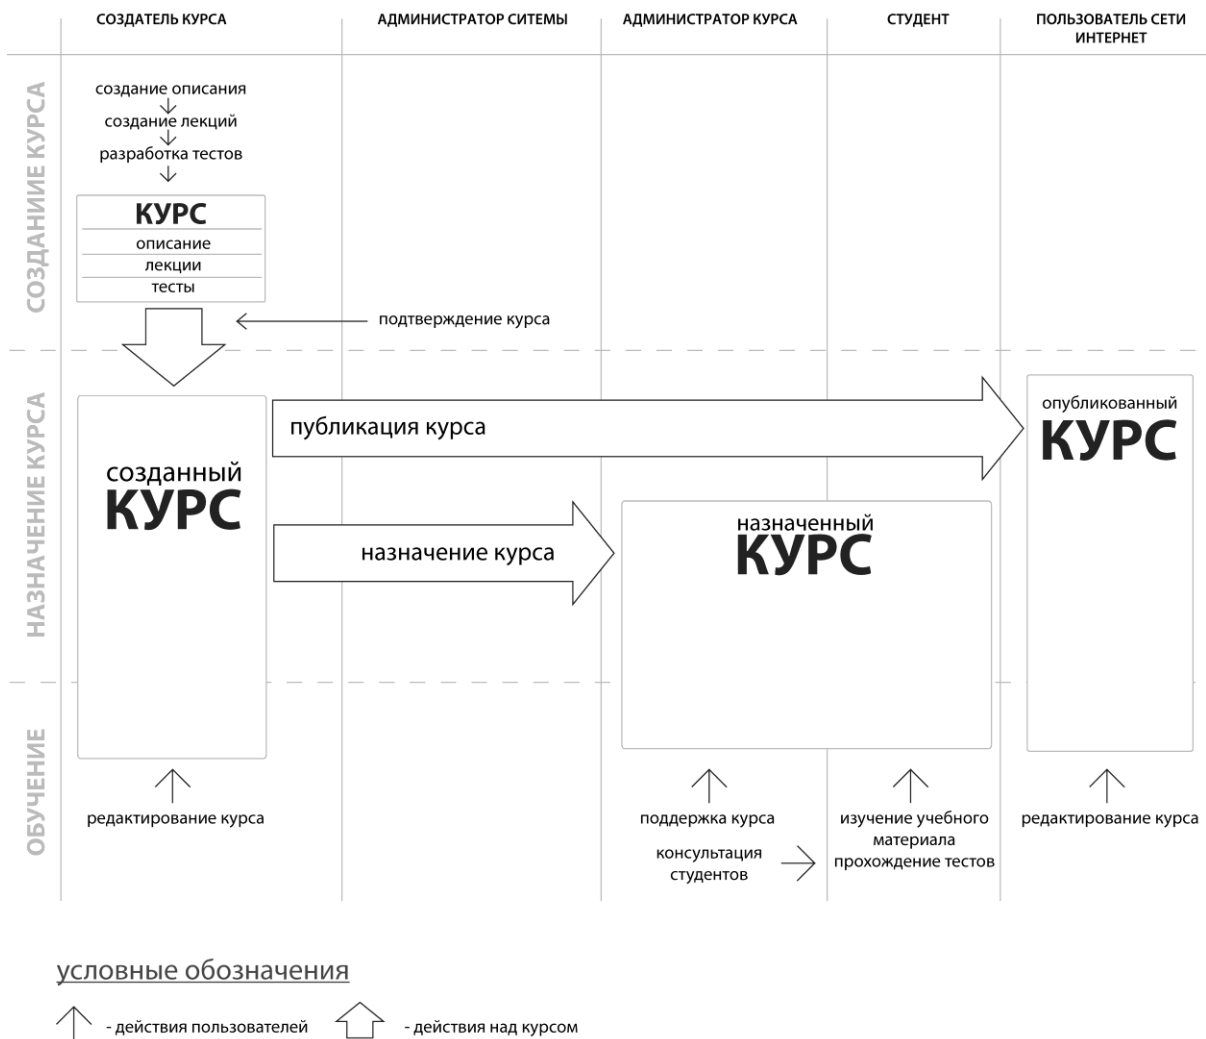 СОЗДАТЕЛЬ КУРСА
АДМИНИСТРАТОР СИТЕМЫ
АДМИНИСТРАТОР КУРСА
СТУДЕНТ
ПОЛЬЗОВАТЕЛЬ СЕТИ
ИНТЕРНЕТ
СОЗДАНИИЕ КУРСА
создание описания
создание лекций
разработка тестов
КУРС
описание
лекции
тесты
подтверждение курса
НАЗНАЧЕНИЕ КУРСА
публикация курса
опубликованный
КУРС
созданный
КУРС
назначение курса
назначенный
КУРС
ОБУЧЕНИЕ
редактирование курса
поддержка курса
консультация
студентов
изучение учебного
материала
прохождение тестов
редактирование курса
условные обозначения
- действия пользователей
- действия над курсом